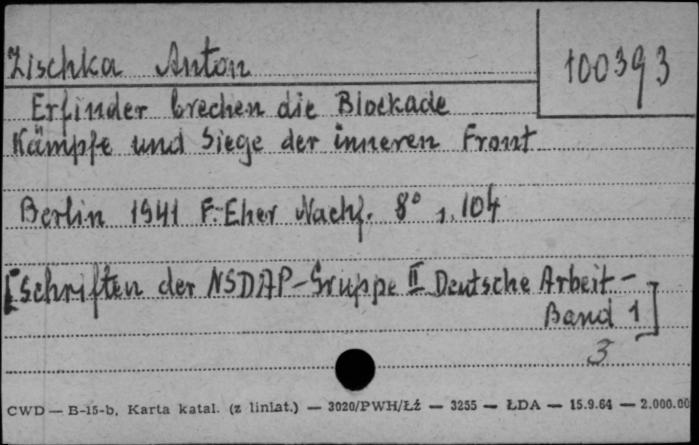 Zischka Anton
100393
Erfinder brechen die Blockade
Kämpfe und Siege der inneren Front
Berlin 1941 F. Eher Nachf. 8° s. 104
[Schriften der NSDAP-Gruppe II Deutsche Arbeit-
Band 1]
3
CWD — B-15-b, Karta katal. (z liniat.) — 3020/PWH/Łź — 3255 — ŁDA — 15.9.64 — 2.000.00